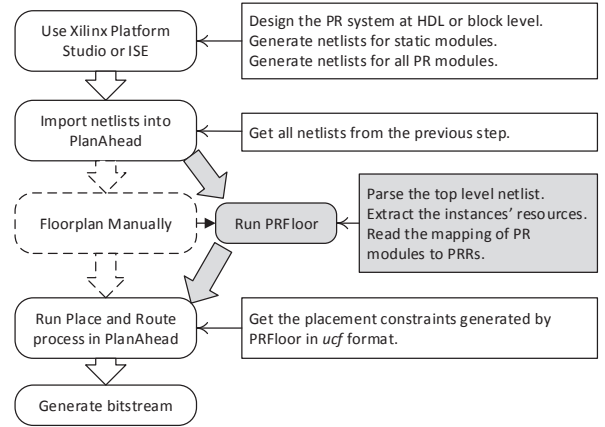 Use Xilinx Platform
Studio or ISE
Design the PR system at HDL or block level.
Generate netlists for static modules.
Generate netlists for all PR modules.
Import netlists into
PlanAhead
Get all netlists from the previous step.
Floorplan Manually
Run PRFloor
Parse the top level netlist.
Extract the instances' resources.
Read the mapping of PR
modules to PRRs.
Run Place and Route
process in PlanAhead
Get the placement constraints generated by
PRFloor in ucf format.
Generate bitstream